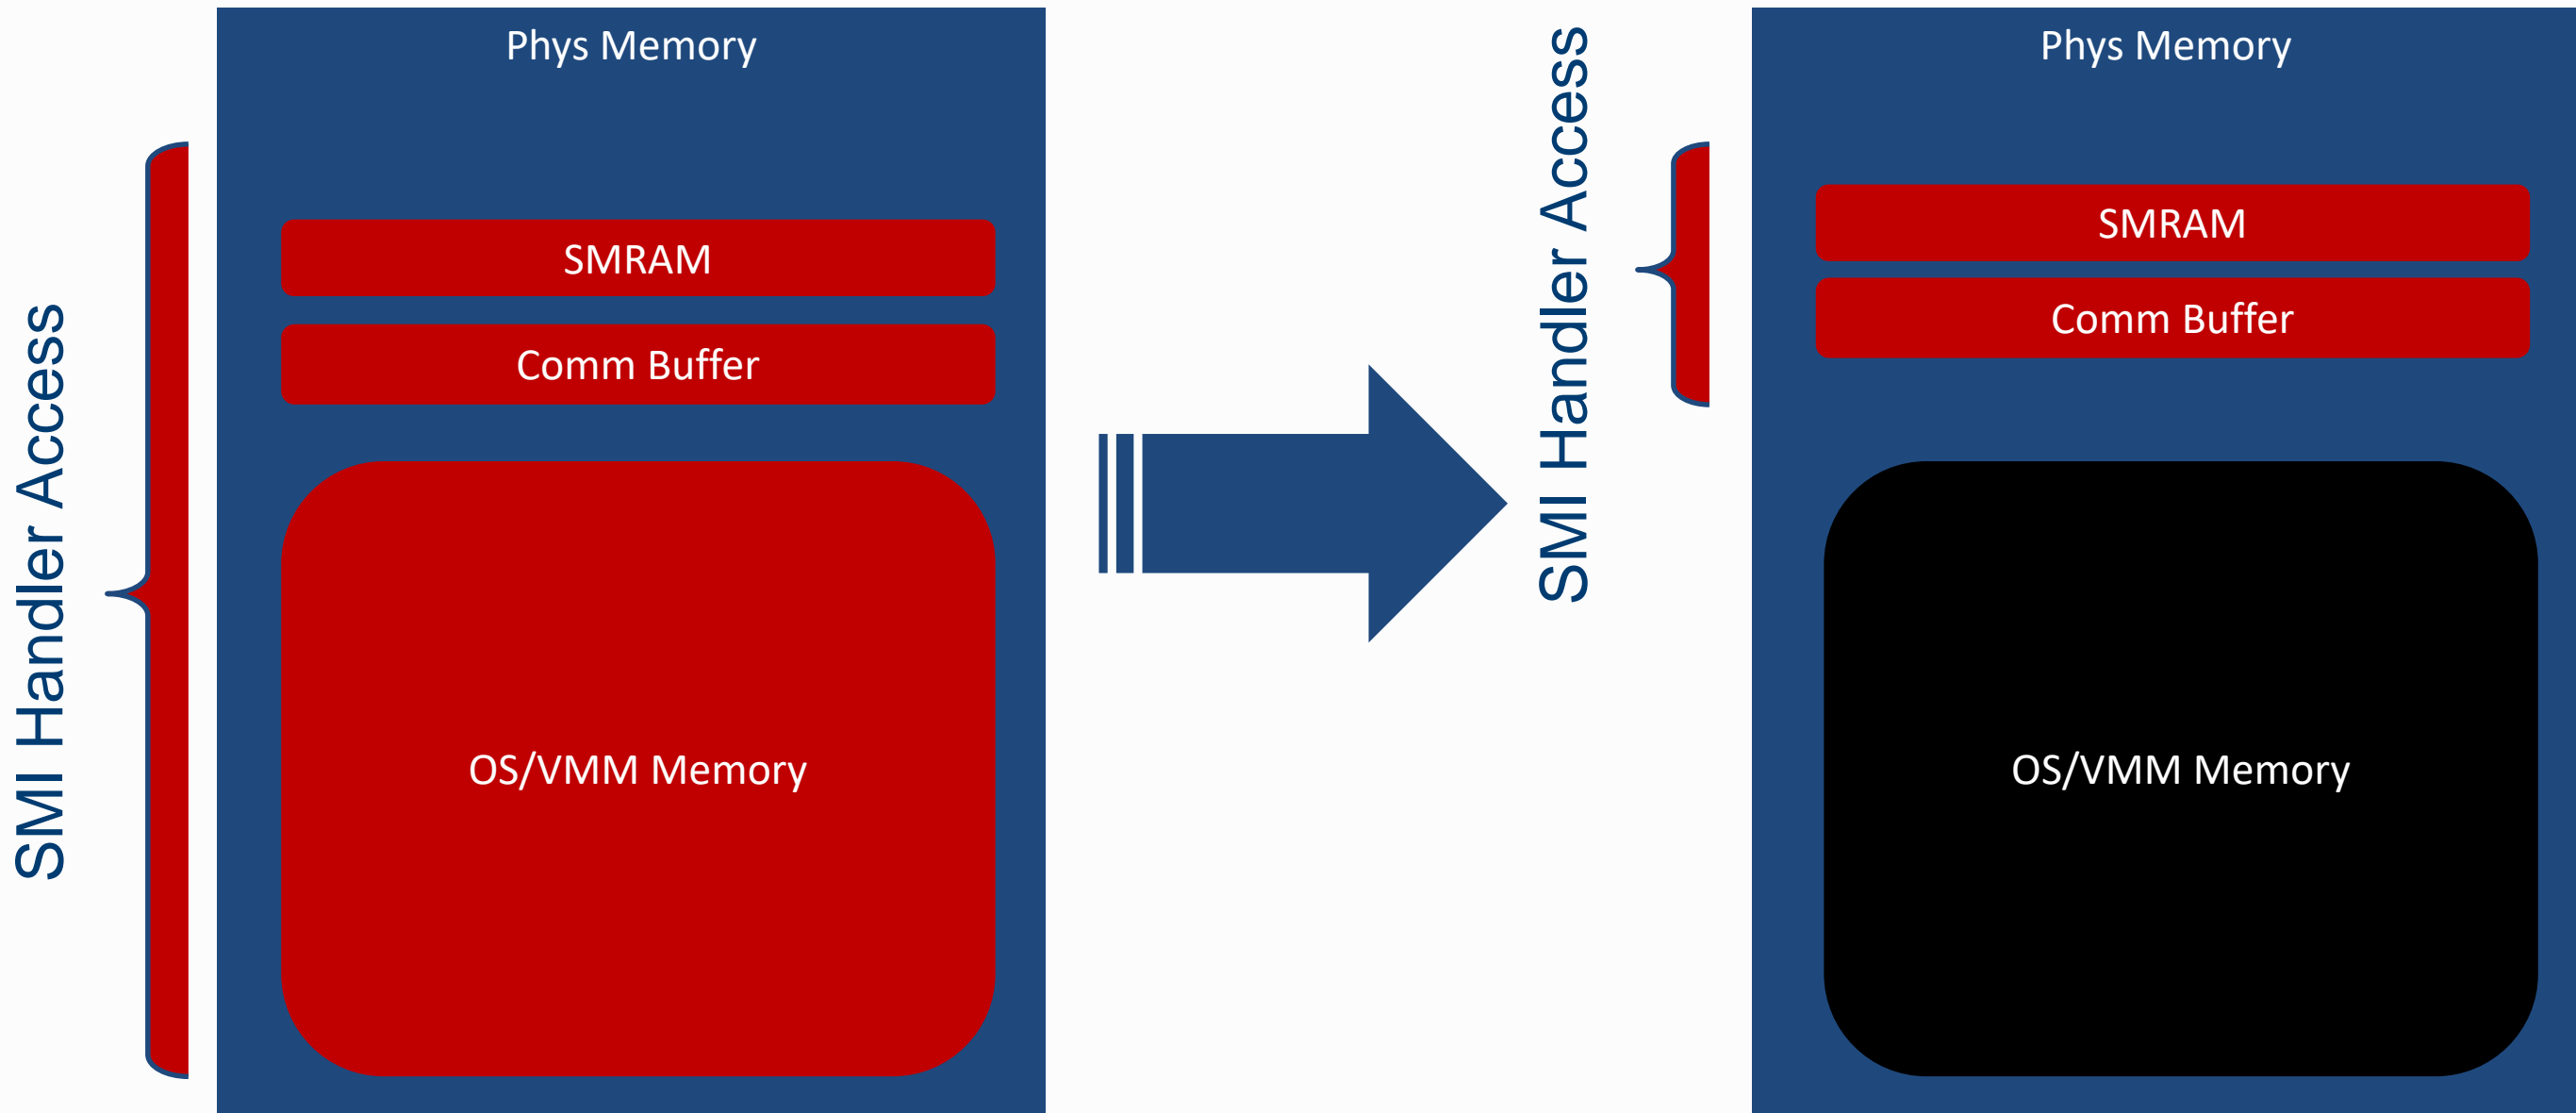 SMI Handler Access
Phys Memory
SMRAM
Comm Buffer
OS/VMM Memory
SMI Handler Access
Phys Memory
SMRAM
Comm Buffer
OS/VMM Memory